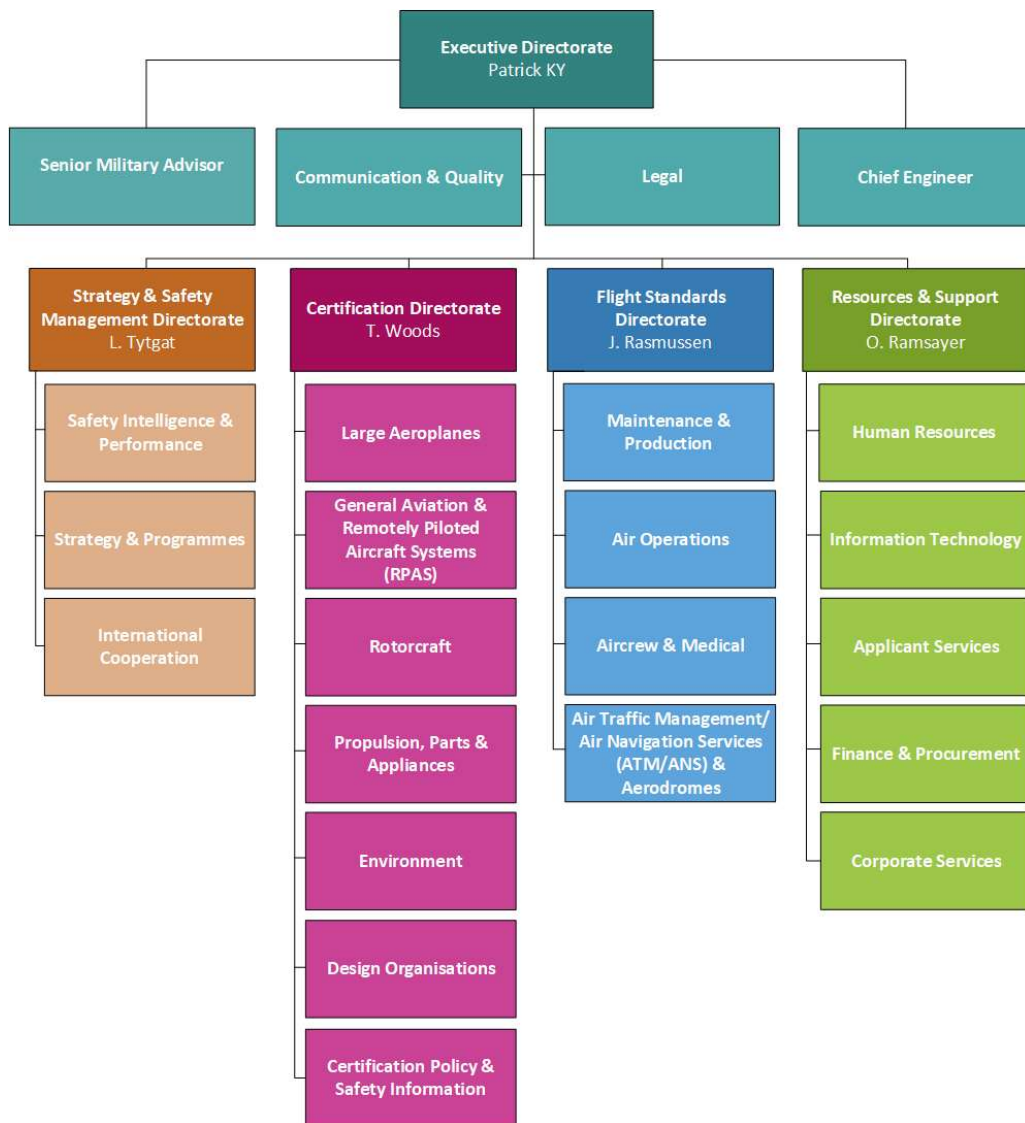 Executive Directorate
Patrick KY
Senior Military Advisor
Communication & Quality
Legal
Chief Engineer
Strategy & Safety
Management Directorate
L. Tytgat
Certification Directorate
T. Woods
Flight Standards
Directorate
J. Rasmussen
Resources & Support
Directorate
O. Ramsayer
Safety Intelligence &
Performance
Strategy & Programmes
International
Cooperation
Large Aeroplanes
General Aviation &
Remotely Piloted
Aircraft Systems
(RPAS)
Rotorcraft
Propulsion, Parts &
Appliances
Environment
Design Organisations
Certification Policy &
Safety Information
Maintenance &
Production
Air Operations
Aircrew & Medical
Air Traffic Management/
Air Navigation Services
(ATM/ANS) &
Aerodromes
Human Resources
Information Technology
Applicant Services
Finance & Procurement
Corporate Services